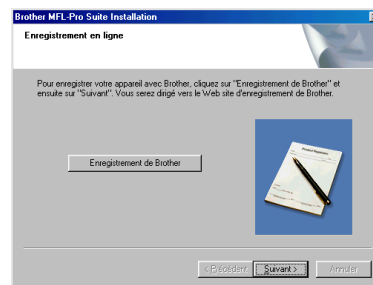 Brother MFL-Pro Suite Installation
Enregistrement en ligne
Pour enregistrer votre appareil avec Brother, cliquez sur "Enregistrement de Brother" et
ensuite sur "Suivant". Vous serez dirigé vers le Web site d'enregistrement de Brother.
Enregistrement de Brother
< Précédent Suivant > Annuler